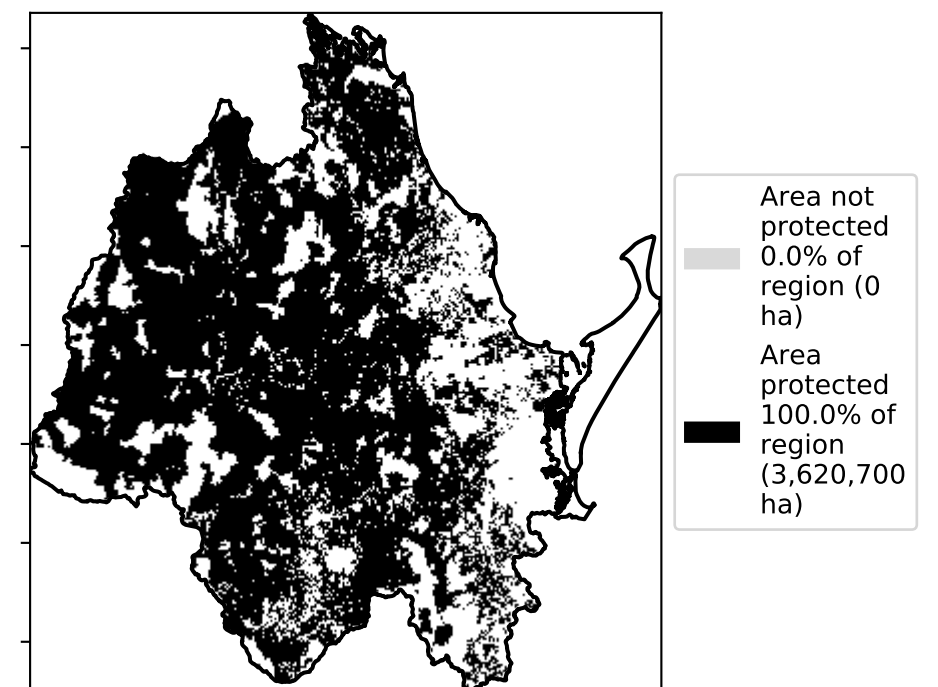 Area not
protected
0.0% of
region (0
ha)
Area
protected
100.0% of
region
(3,620,700
ha)